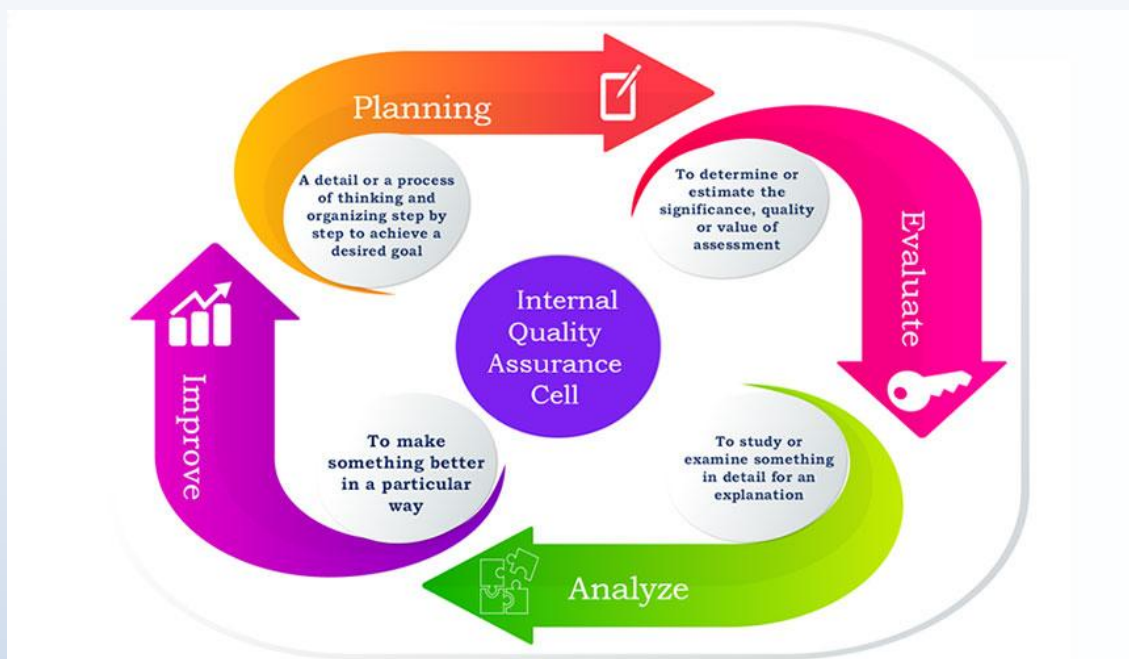 Planning
A detail or a process
of thinking and
organizing step by
step to achieve a
desired goal
To determine or
estimate the
significance, quality
or value of
assessment
Evaluate
Internal
Quality
Assurance
Cell
To study or
examine something
in detail for an
explanation
Analyze
To make
something better
in a particular
way
Improve